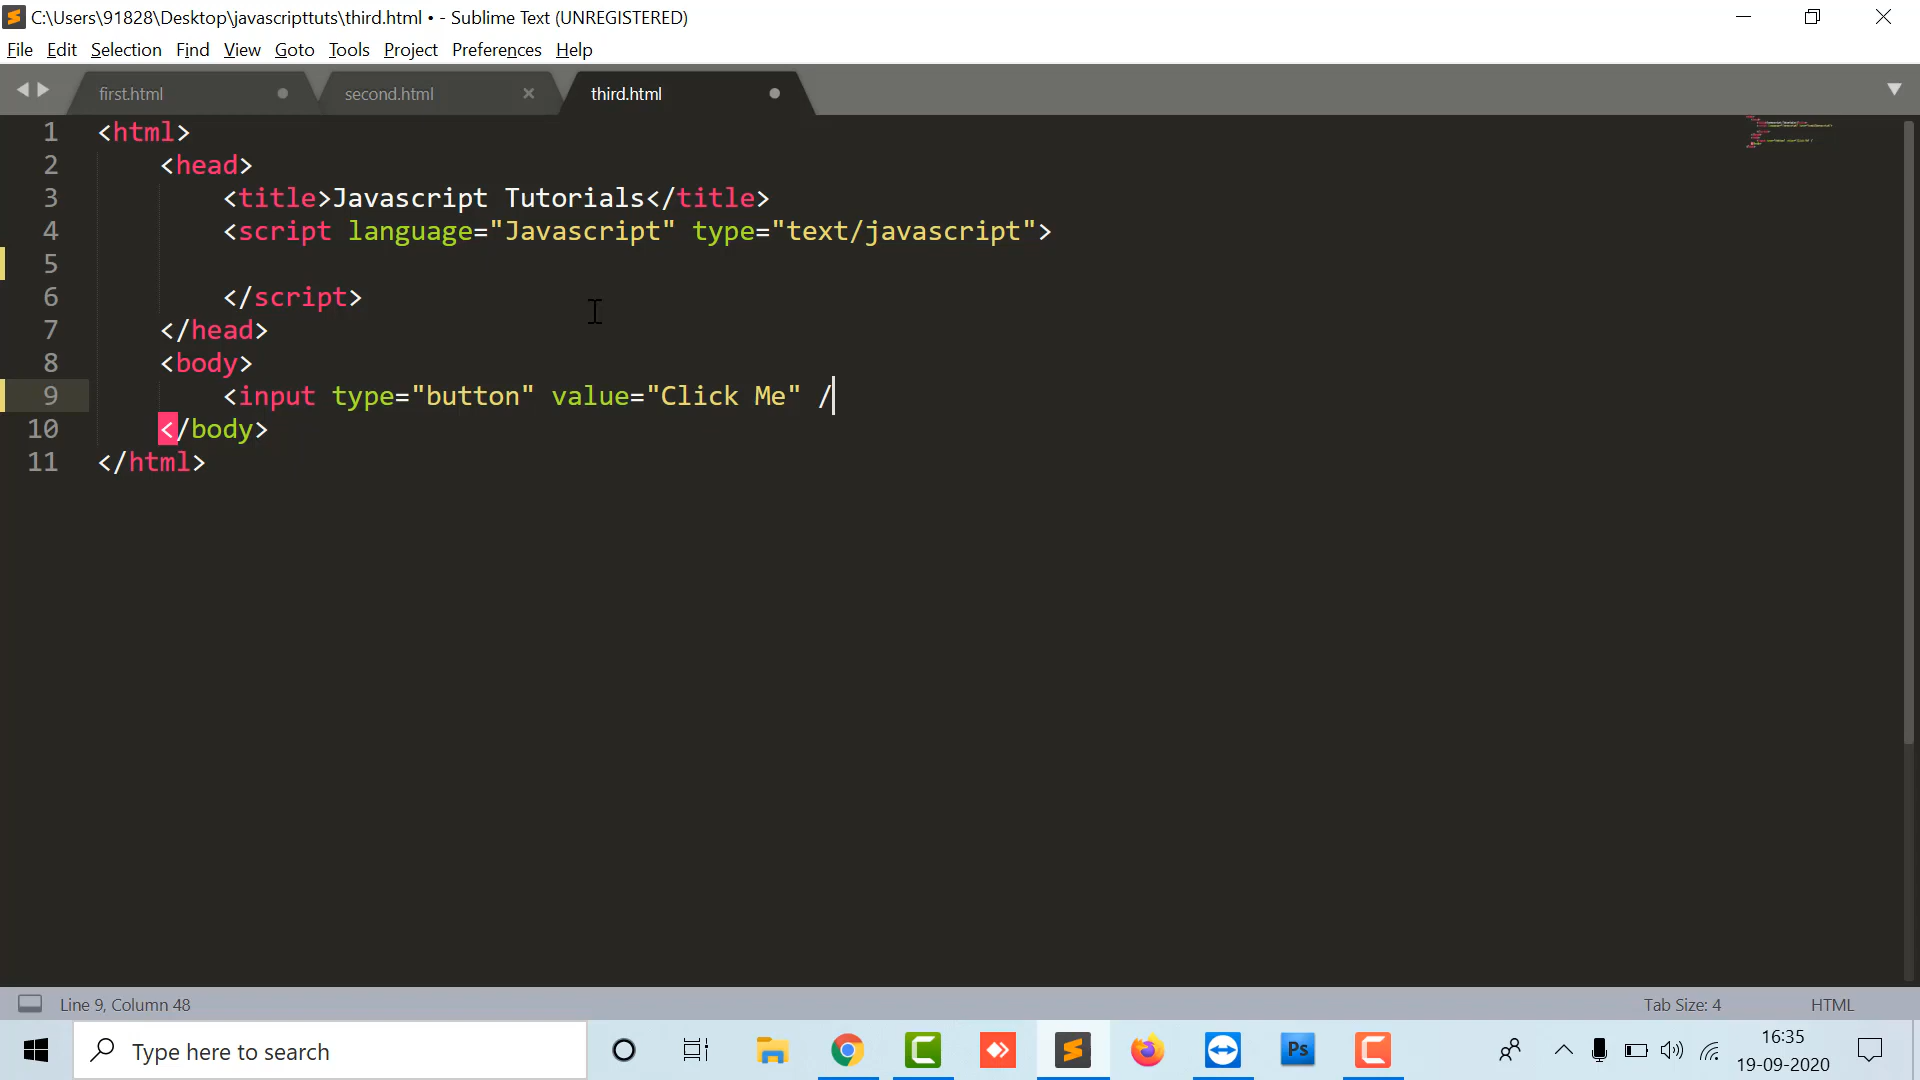 C:\Users\91828\Desktop\javascripttuts\third.html • - Sublime Text (UNREGISTERED)
File Edit Selection Find View Goto Tools Project Preferences Help
first.html second.html third.html
1 <html>
2 <head>
3 <title>Javascript Tutorials</title>
4 <script language="Javascript" type="text/javascript">
5
6 </script>
7 </head>
8 <body>
9 <input type="button" value="Click Me" /
10 </body>
11 </html>
Line 9, Column 48 Tab Size: 4 HTML
Type here to search
Ps
16:35
19-09-2020